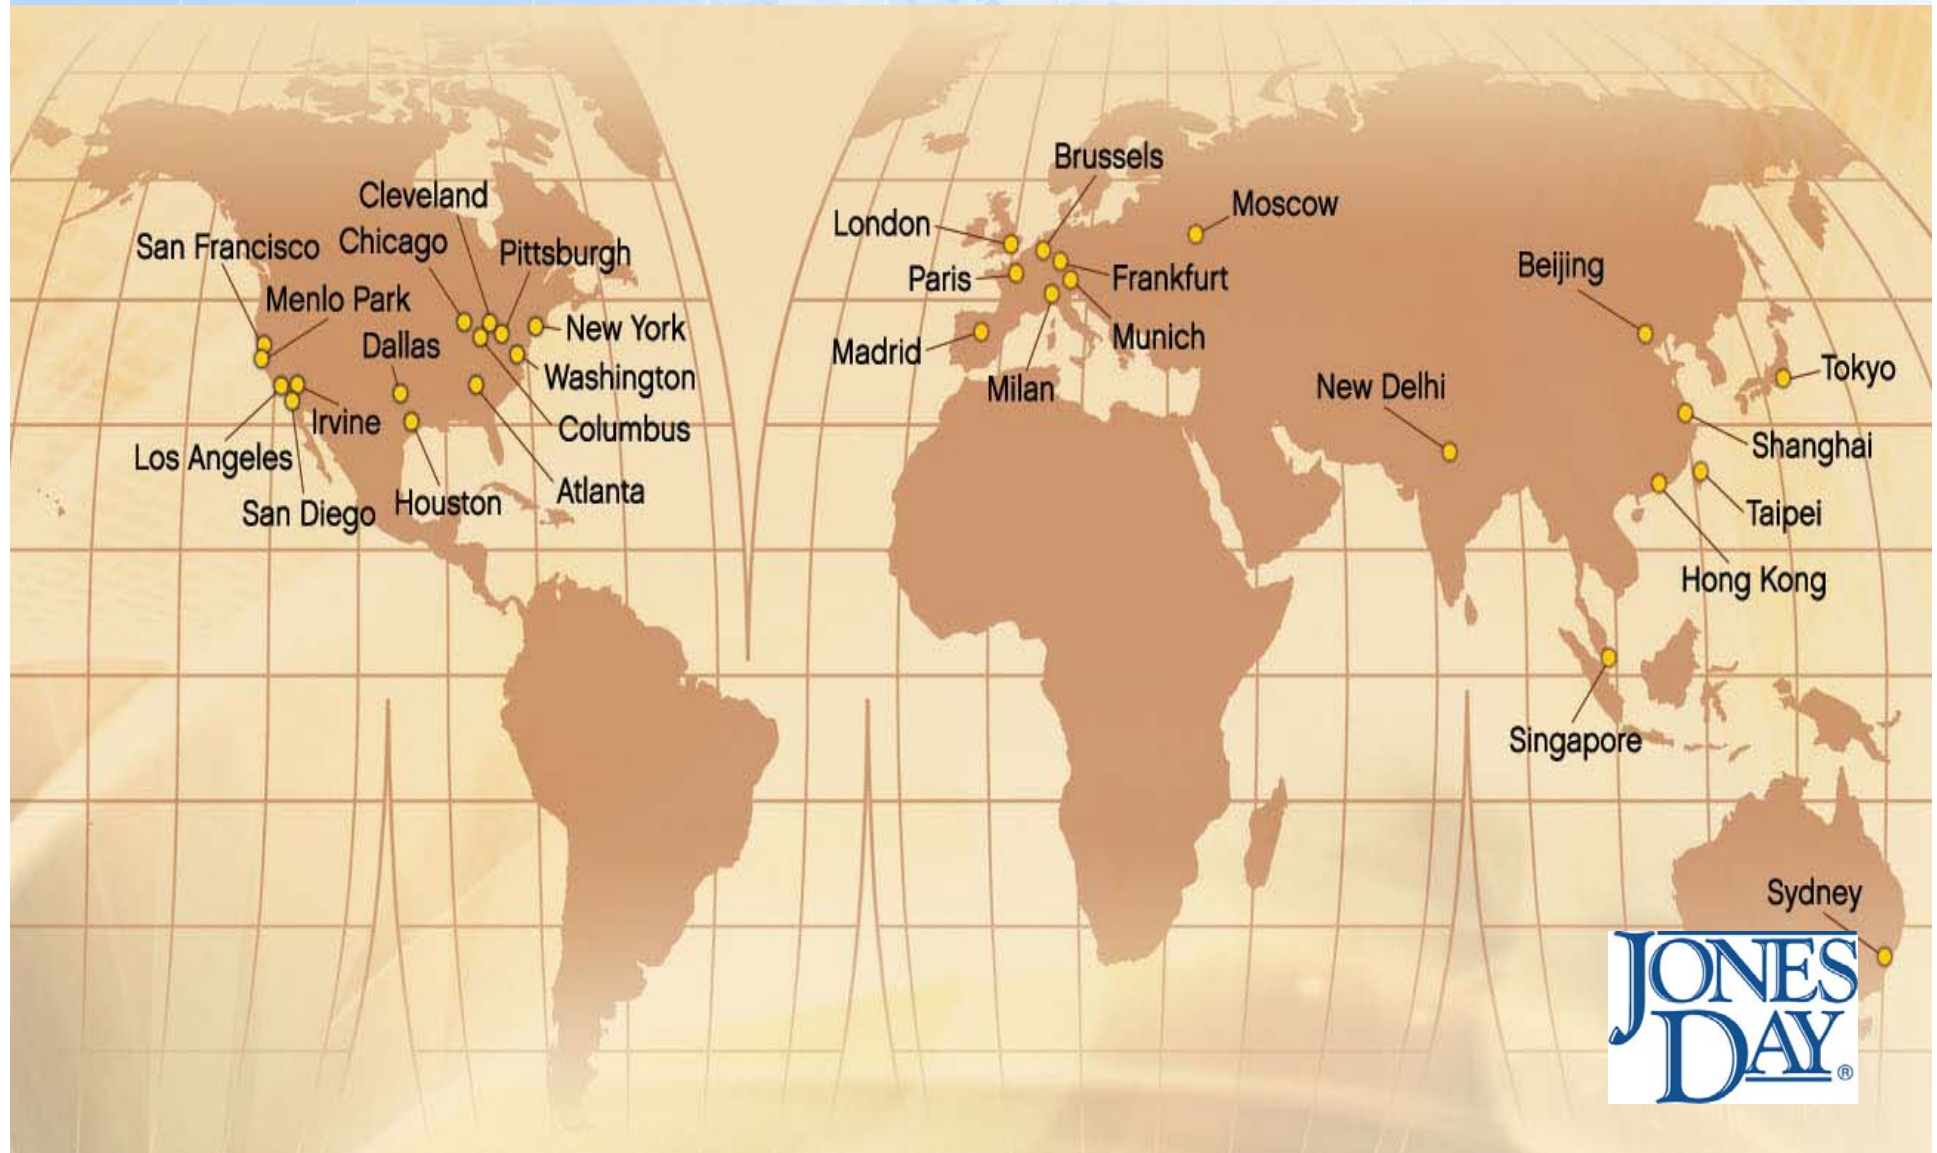 Cleveland
San Francisco
Chicago
Pittsburgh
Menlo Park
Dallas
New York
Washington
Irvine
Columbus
Los Angeles
Houston
Atlanta
San Diego
Brussels
London
Moscow
Paris
Frankfurt
Madrid
Munich
Milan
Beijing
New Delhi
Tokyo
Shanghai
Taipei
Hong Kong
Singapore
Sydney
JONES
DAY®